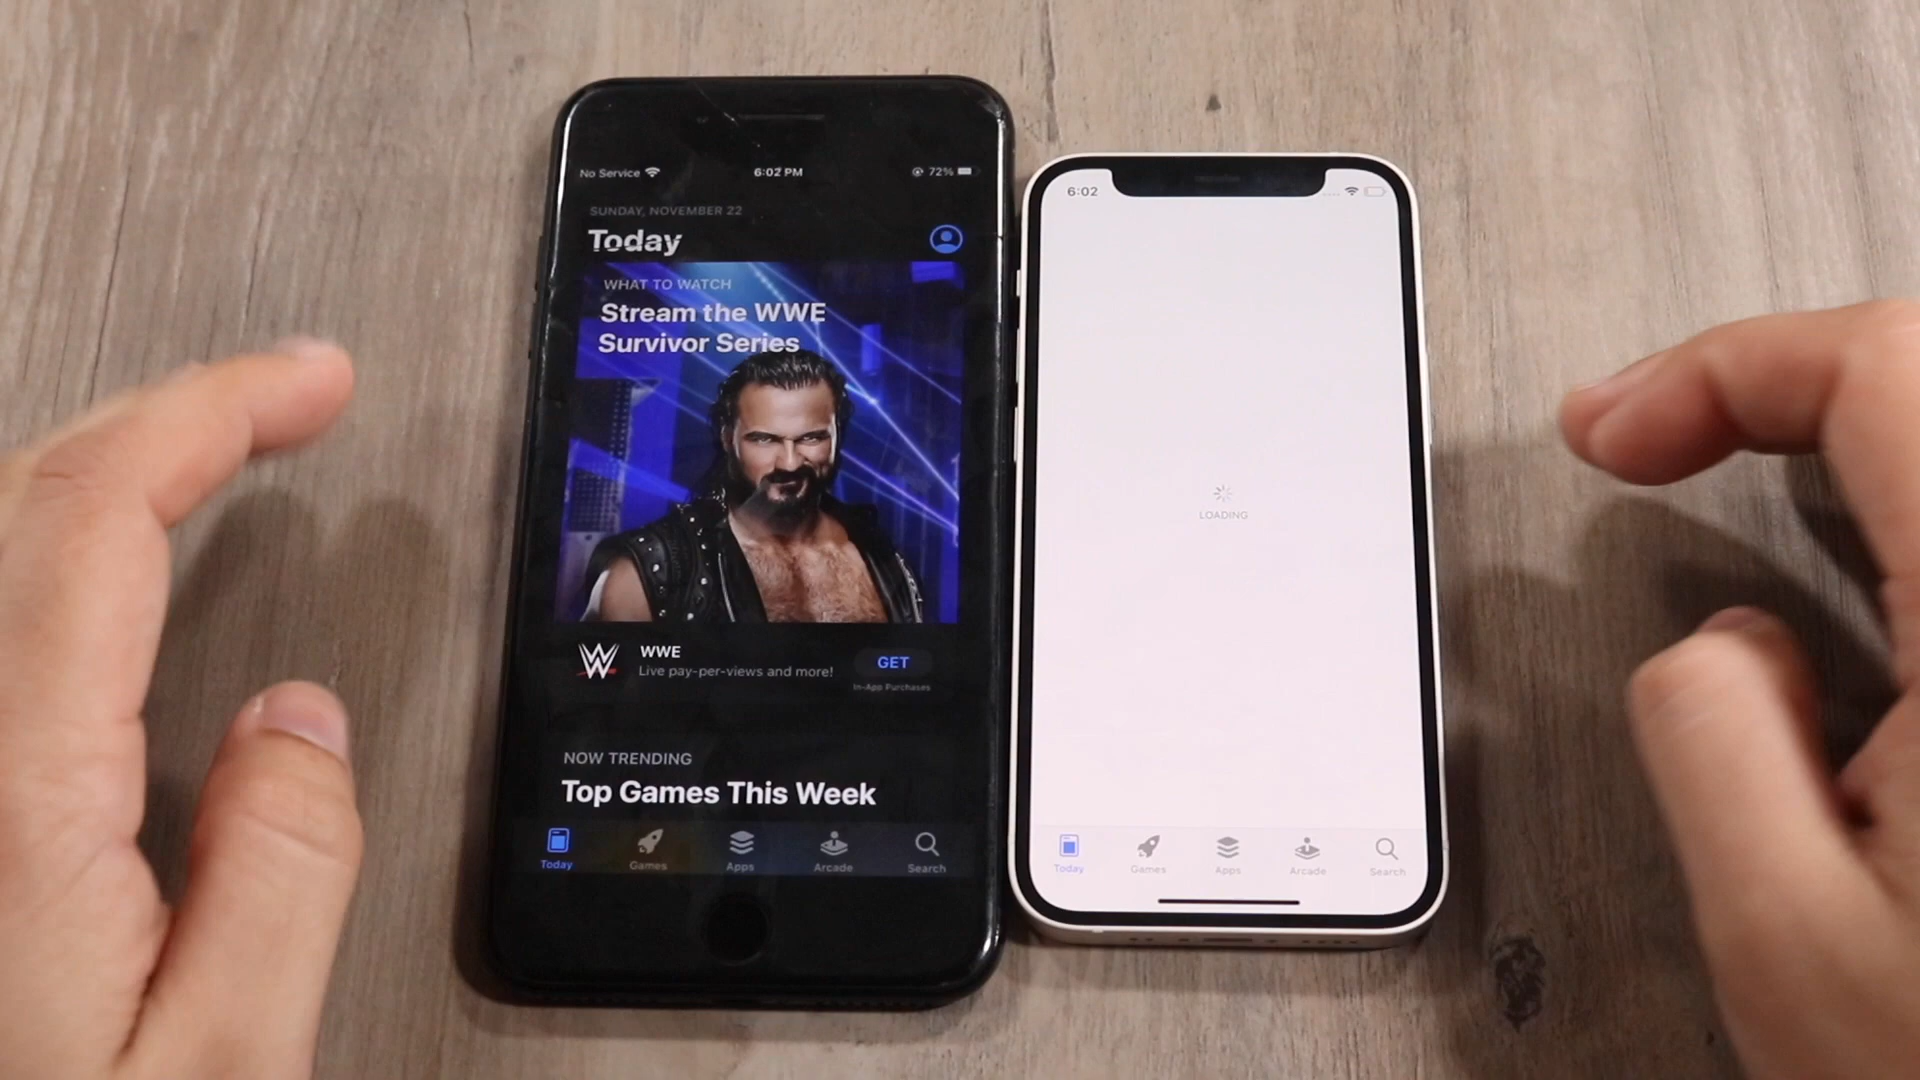 No Service
6:02 PM
72%
SUNDAY, NOVEMBER 22
Today
WHAT TO WATCH
Stream the WWE
Survivor Series
WWE
Live pay-per-views and more!
GET
In-App Purchases
NOW TRENDING
Top Games This Week
Today
Games
Apps
Arcade
Search
6:02
LOADING
Today
Games
Apps
Arcade
Search